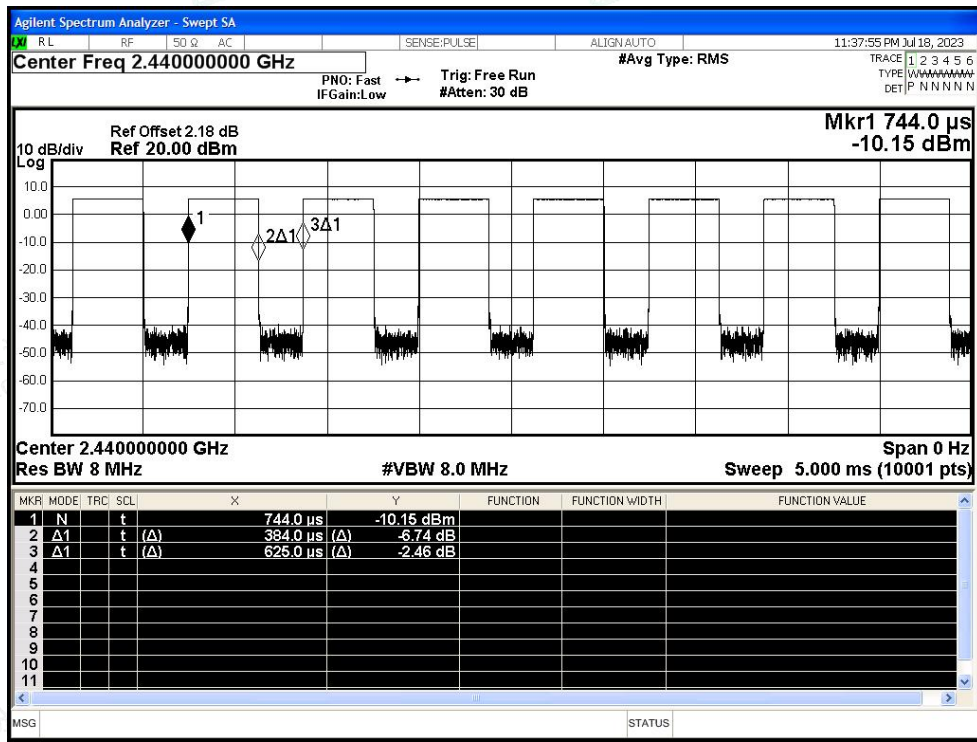 Agilent Spectrum Analyzer - Swept SA
LXI RL RF 50 Ω AC SENSE:PULSE ALIGN AUTO 11:37:55 PM Jul 18, 2023
Center Freq 2.440000000 GHz #Avg Type: RMS TRACE 1 2 3 4 5 6
PNO: Fast Trig: Free Run TYPE WWWWWW
IFGain:Low #Atten: 30 dB DET P N N N N N
Mkr1 744.0 µs
Ref Offset 2.18 dB
10 dB/div Ref 20.00 dBm -10.15 dBm
Log
10.0
0.00
1 2Δ1 3Δ1
-10.0
-20.0
-30.0
-40.0
-50.0
-60.0
-70.0
Center 2.440000000 GHz Span 0 Hz
Res BW 8 MHz #VBW 8.0 MHz Sweep 5.000 ms (10001 pts)
MKR MODE TRC SCL X Y FUNCTION FUNCTION WIDTH FUNCTION VALUE
1 N t 744.0 µs -10.15 dBm
2 Δ1 t (Δ) 384.0 µs (Δ) -6.74 dB
3 Δ1 t (Δ) 625.0 µs (Δ) -2.46 dB
4
5
6
7
8
9
10
11
MSG STATUS